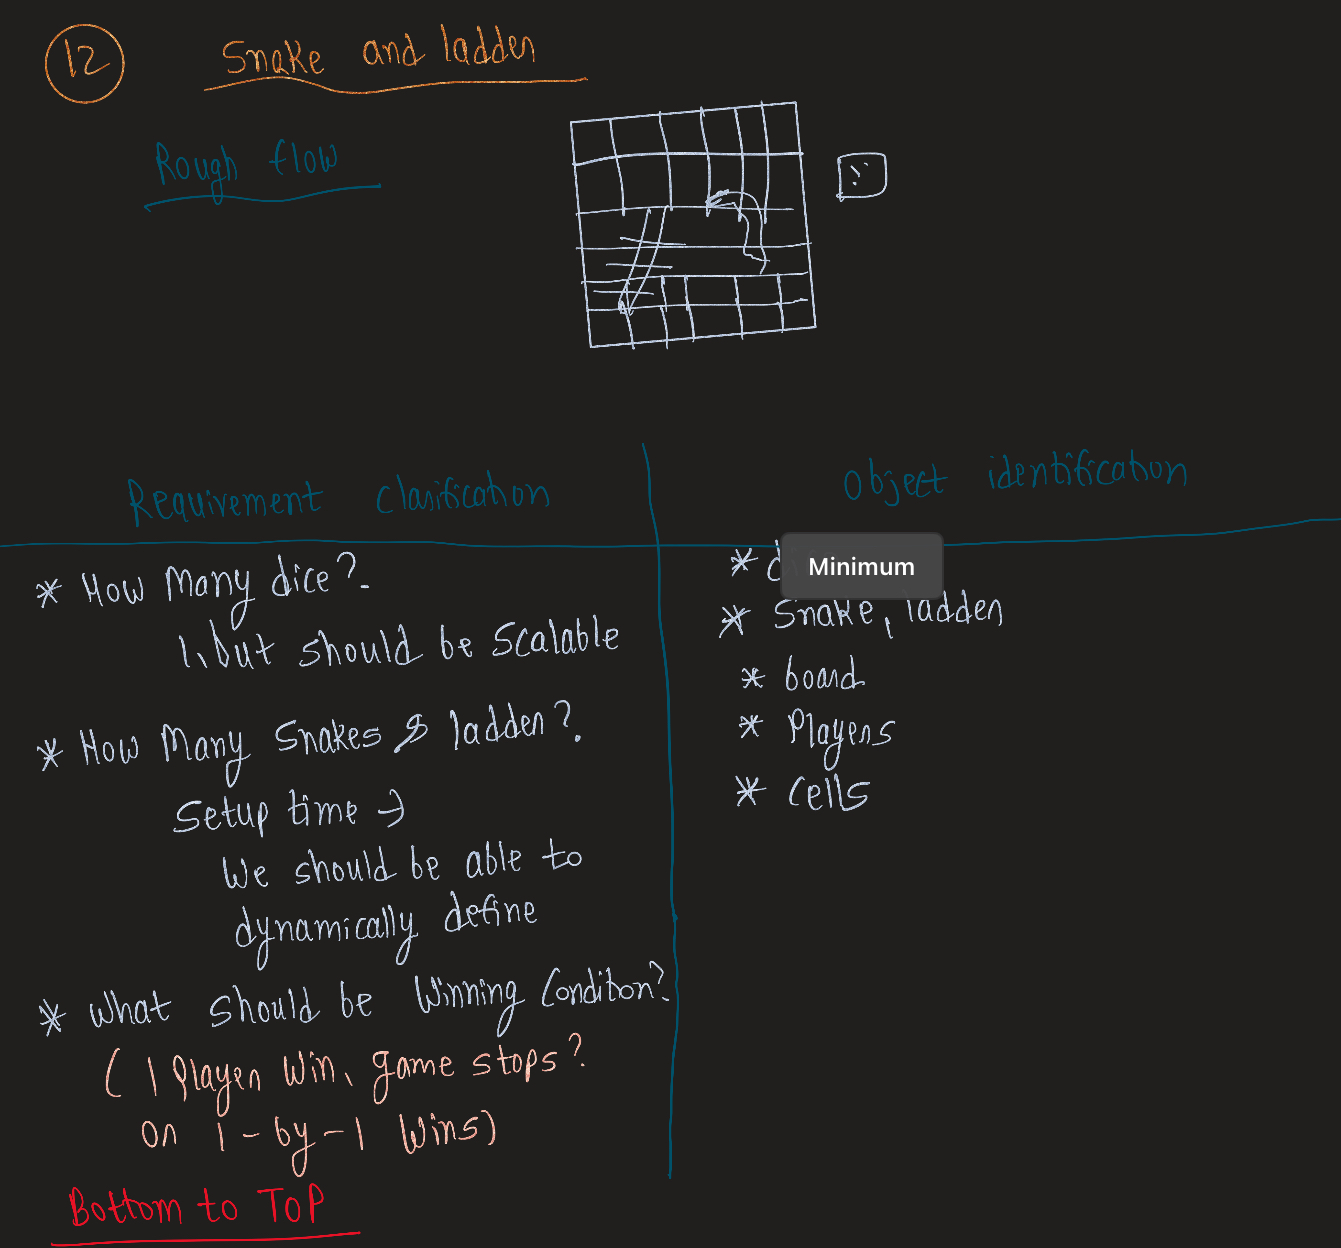 12
Snake and ladder
Rough flow
Requirement clarification
* How Many dice?
1, but should be scalable
* How Many Snakes & ladder?
Setup time →
We should be able to
dynamically define
* What should be Winning Condition?
( 1 Player Win, game stops?
or 1-by-1 Wins)
Bottom to Top
Object identification
*
Minimum
* Snake, ladder
* board
* Players
* Cells